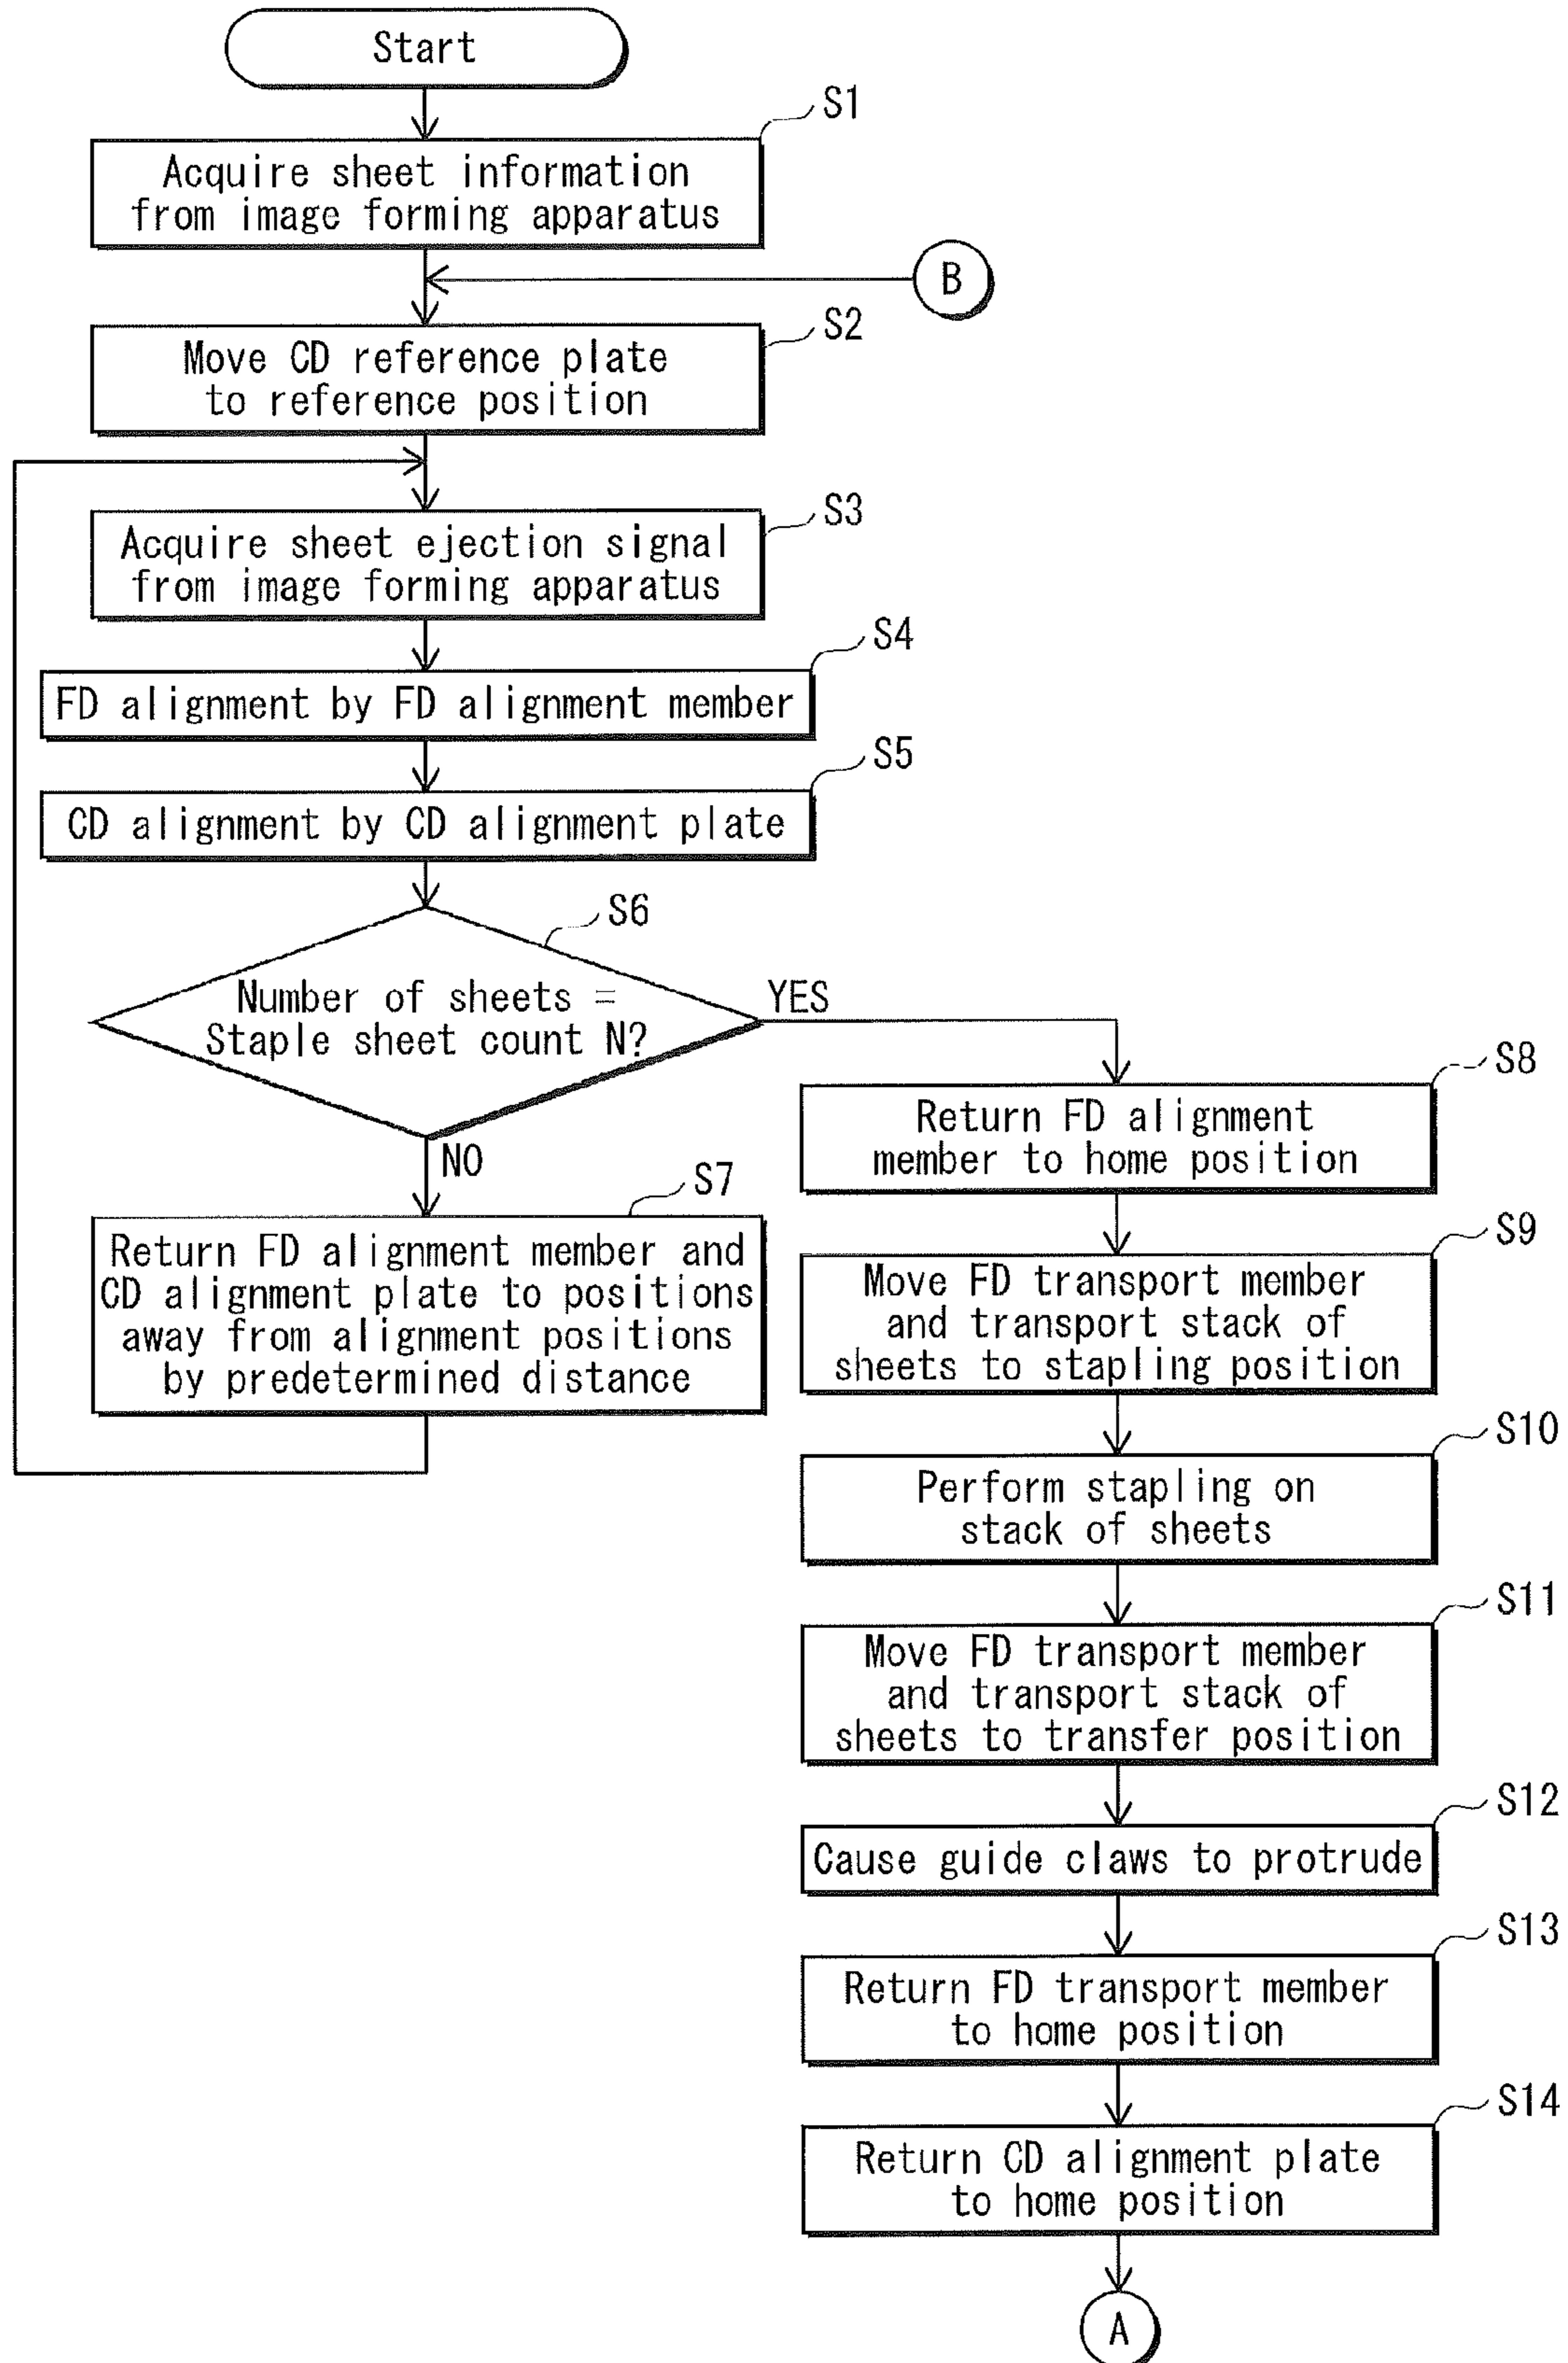 Start
S1
Acquire sheet information
from image forming apparatus
B
S2
Move CD reference plate
to reference position
S3
Acquire sheet ejection signal
from image forming apparatus
S4
FD alignment by FD alignment member
S5
CD alignment by CD alignment plate
S6
Number of sheets =
Staple sheet count N?
YES
NO
S7
Return FD alignment member and
CD alignment plate to positions
away from alignment positions
by predetermined distance
S8
Return FD alignment
member to home position
S9
Move FD transport member
and transport stack of
sheets to stapling position
S10
Perform stapling on
stack of sheets
S11
Move FD transport member
and transport stack of
sheets to transfer position
S12
Cause guide claws to protrude
S13
Return FD transport member
to home position
S14
Return CD alignment plate
to home position
A